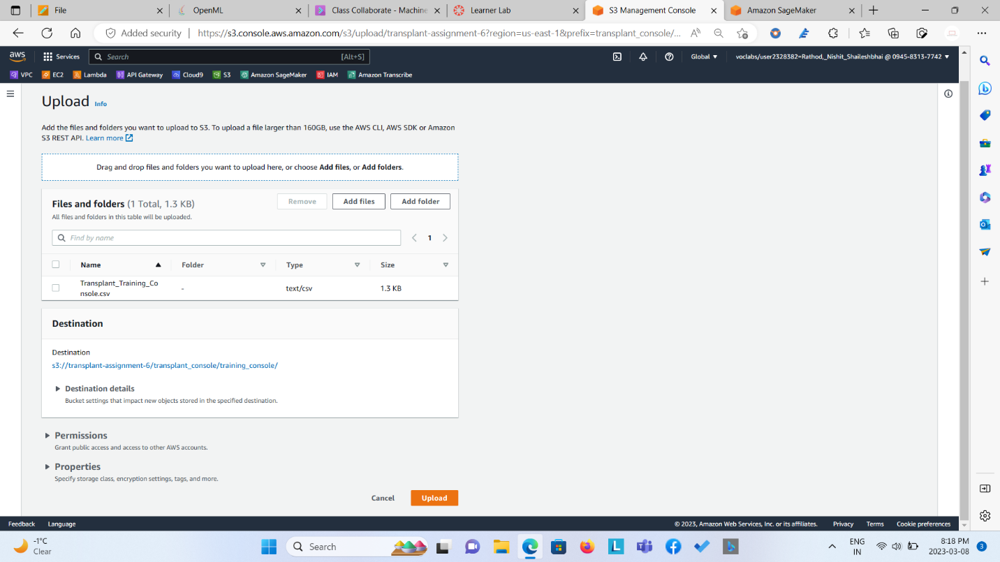 File
OpenML
Class Collaborate - Machine
Learner Lab
S3 Management Console
Amazon SageMaker
Added security
https://s3.console.aws.amazon.com/s3/upload/transplant-assignment-6?region=us-east-1&prefix=transplant_console/...
aws
Services
Search
[Alt+S]
Global
voclabs/user2328382=Rathod,_Nishit_Shaileshbhai @ 0945-8313-7742
VPC
EC2
Lambda
API Gateway
Cloud9
S3
Amazon SageMaker
IAM
Amazon Transcribe
Upload Info
Add the files and folders you want to upload to S3. To upload a file larger than 160GB, use the AWS CLI, AWS SDK or Amazon
S3 REST API. Learn more
Drag and drop files and folders you want to upload here, or choose Add files, or Add folders.
Files and folders (1 Total, 1.3 KB)
Remove
Add files
Add folder
All files and folders in this table will be uploaded.
Find by name
1
Name
Folder
Type
Size
Transplant_Training_Co
nsole.csv
-
text/csv
1.3 KB
Destination
Destination
s3://transplant-assignment-6/transplant_console/training_console/
Destination details
Bucket settings that impact new objects stored in the specified destination.
Permissions
Grant public access and access to other AWS accounts.
Properties
Specify storage class, encryption settings, tags, and more.
Cancel
Upload
Feedback
Language
© 2023, Amazon Web Services, Inc. or its affiliates.
Privacy
Terms
Cookie preferences
-1°C
Clear
Search
ENG
IN
8:18 PM
2023-03-08
3